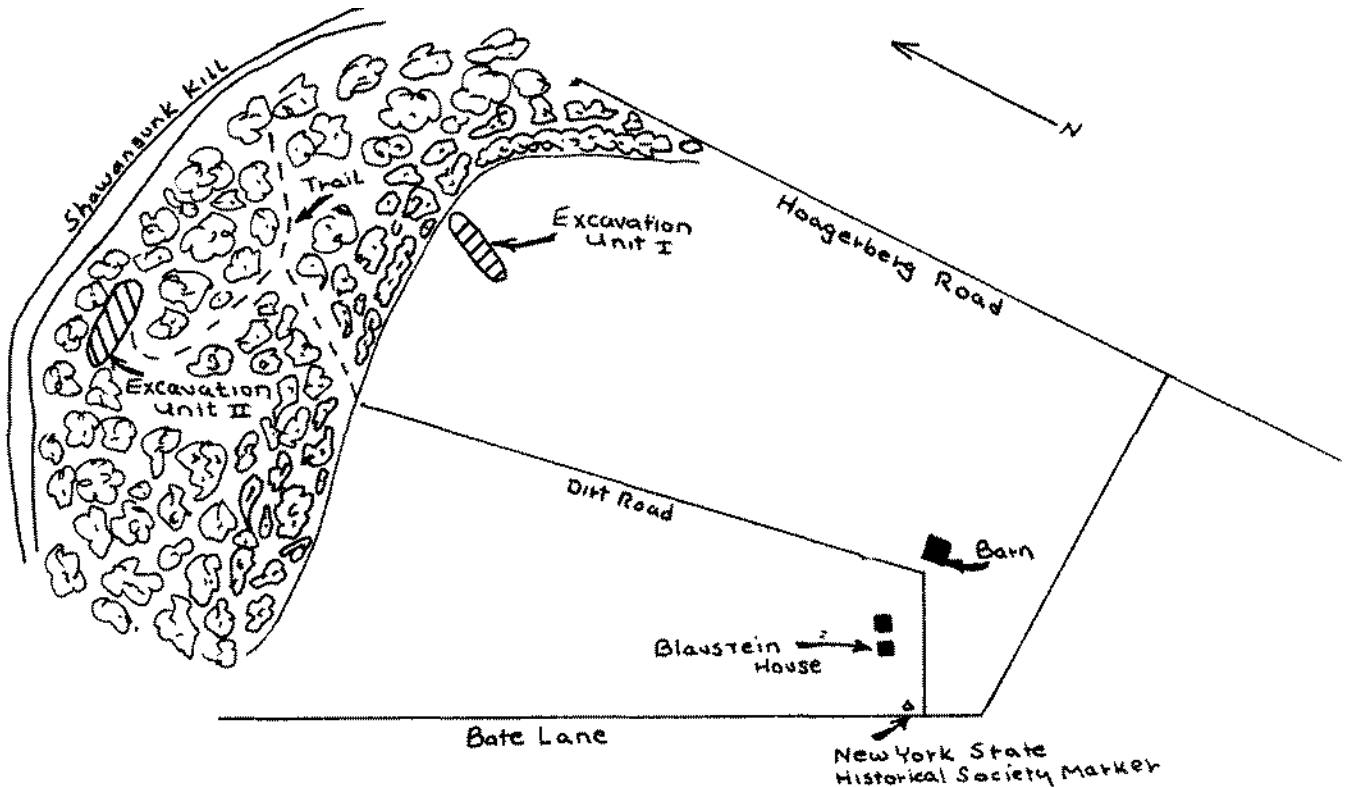 Shawangunk Kill
N
Trail
Excavation
Unit I
Hoagerberg Road
Excavation
Unit II
Dirt Road
Barn
Blaustein
House
Bate Lane
New York State
Historical Society Marker